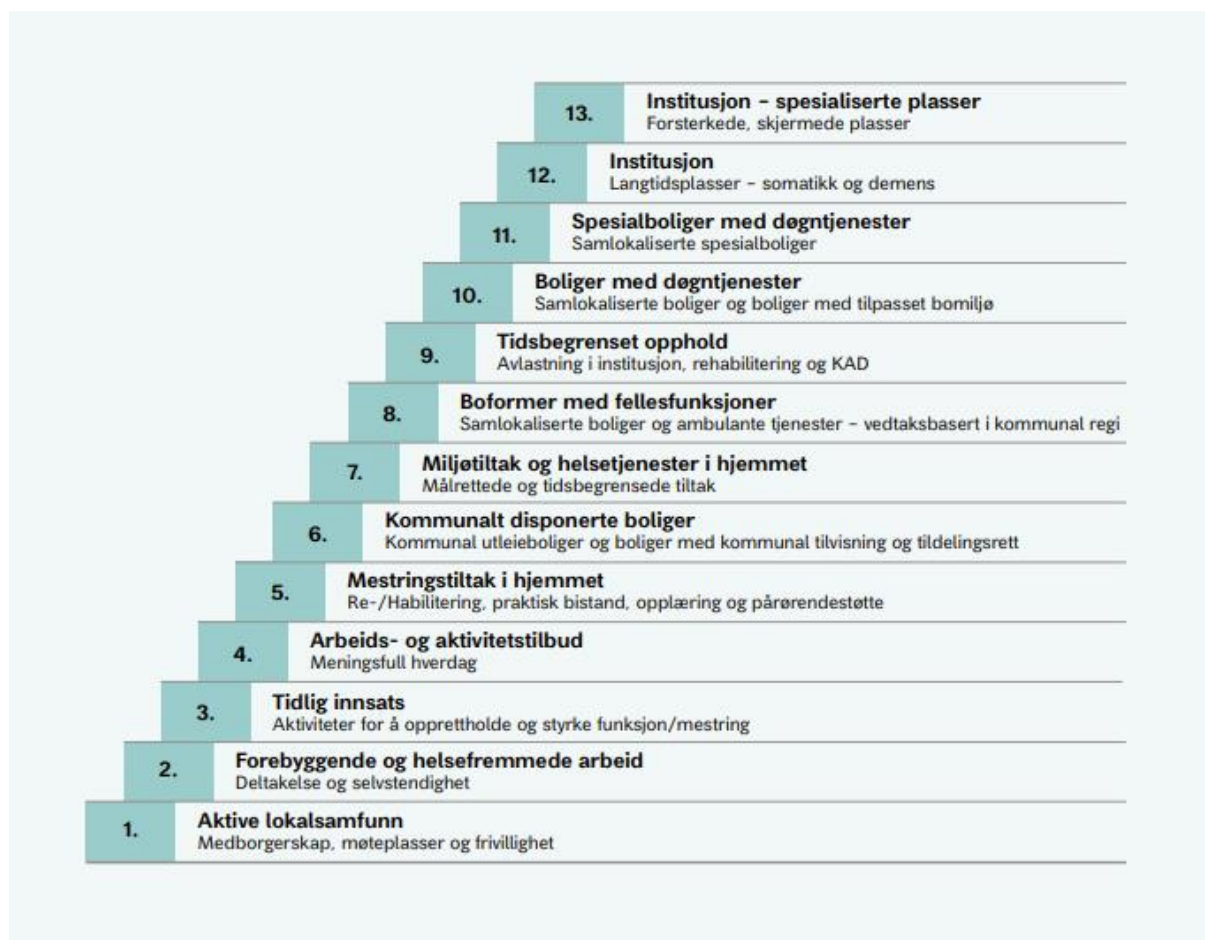 13.
Institusjon – spesialiserte plasser
Forsterkede, skjermede plasser
12.
Institusjon
Langtidsplasser – somatikk og demens
11.
Spesialboliger med døgntjenester
Samlokaliserte spesialboliger
10.
Boliger med døgntjenester
Samlokaliserte boliger og boliger med tilpasset bomiljø
9.
Tidsbegrenset opphold
Avlastning i institusjon, rehabilitering og KAD
8.
Boformer med fellesfunksjoner
Samlokaliserte boliger og ambulante tjenester – vedtaksbasert i kommunal regi
7.
Miljøtiltak og helsetjenester i hjemmet
Målrettede og tidsbegrensede tiltak
6.
Kommunalt disponerte boliger
Kommunal utleieboliger og boliger med kommunal tilvisning og tildelingsrett
5.
Mestringstiltak i hjemmet
Re-/Habilitering, praktisk bistand, opplæring og pårørendestøtte
4.
Arbeids- og aktivitetstilbud
Meningsfull hverdag
3.
Tidlig innsats
Aktiviteter for å opprettholde og styrke funksjon/mestring
2.
Forebyggende og helsefremmede arbeid
Deltakelse og selvstendighet
1.
Aktive lokalsamfunn
Medborgerskap, møteplasser og frivillighet